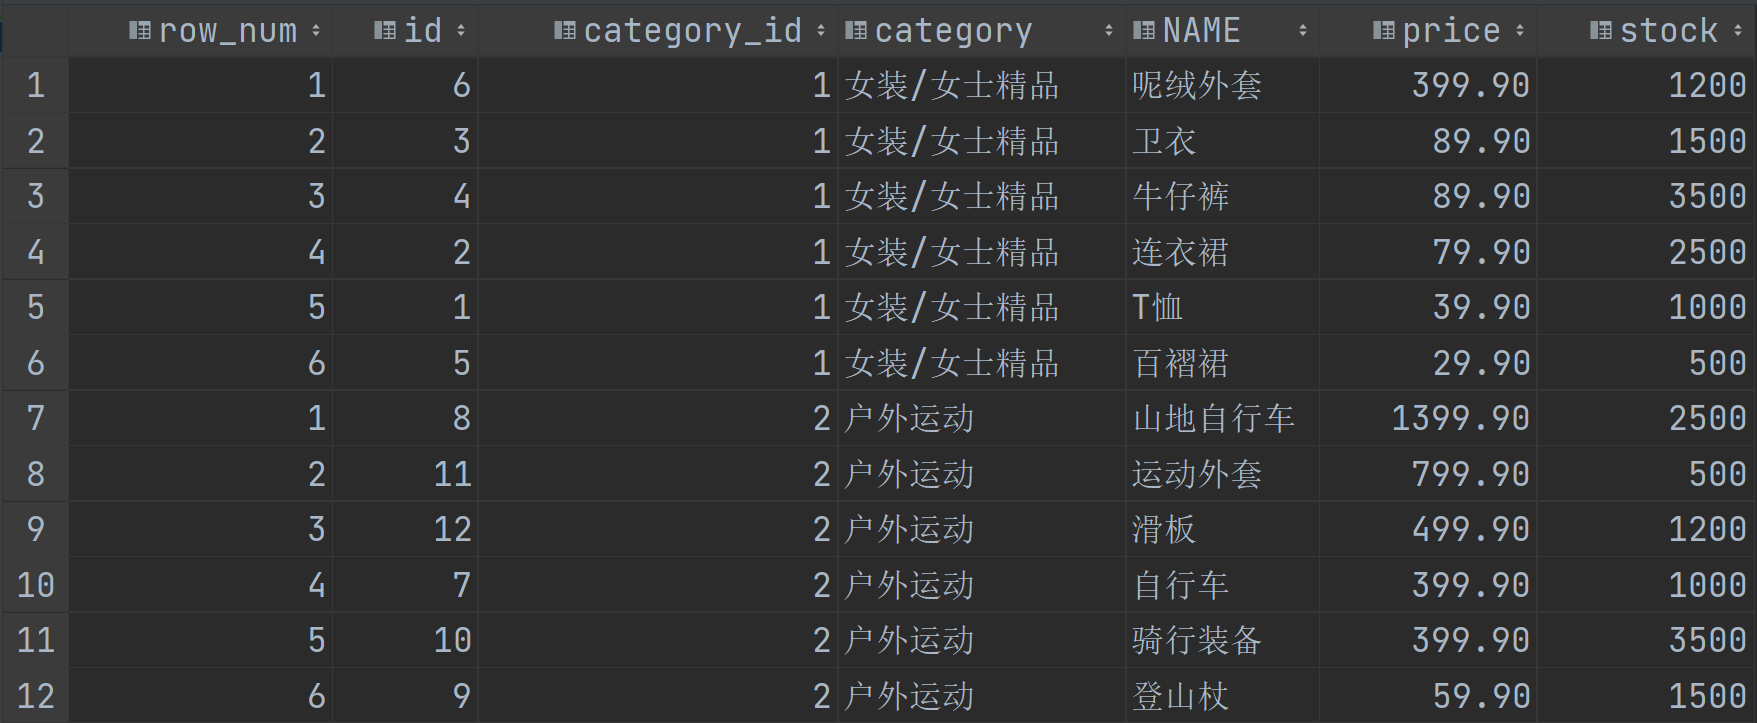 row_num id category_id category NAME price stock
1 1 6 1 女装/女士精品 呢绒外套 399.90 1200
2 2 3 1 女装/女士精品 卫衣 89.90 1500
3 3 4 1 女装/女士精品 牛仔裤 89.90 3500
4 4 2 1 女装/女士精品 连衣裙 79.90 2500
5 5 1 1 女装/女士精品 T恤 39.90 1000
6 6 5 1 女装/女士精品 百褶裙 29.90 500
7 1 8 2 户外运动 山地自行车 1399.90 2500
8 2 11 2 户外运动 运动外套 799.90 500
9 3 12 2 户外运动 滑板 499.90 1200
10 4 7 2 户外运动 自行车 399.90 1000
11 5 10 2 户外运动 骑行装备 399.90 3500
12 6 9 2 户外运动 登山杖 59.90 1500